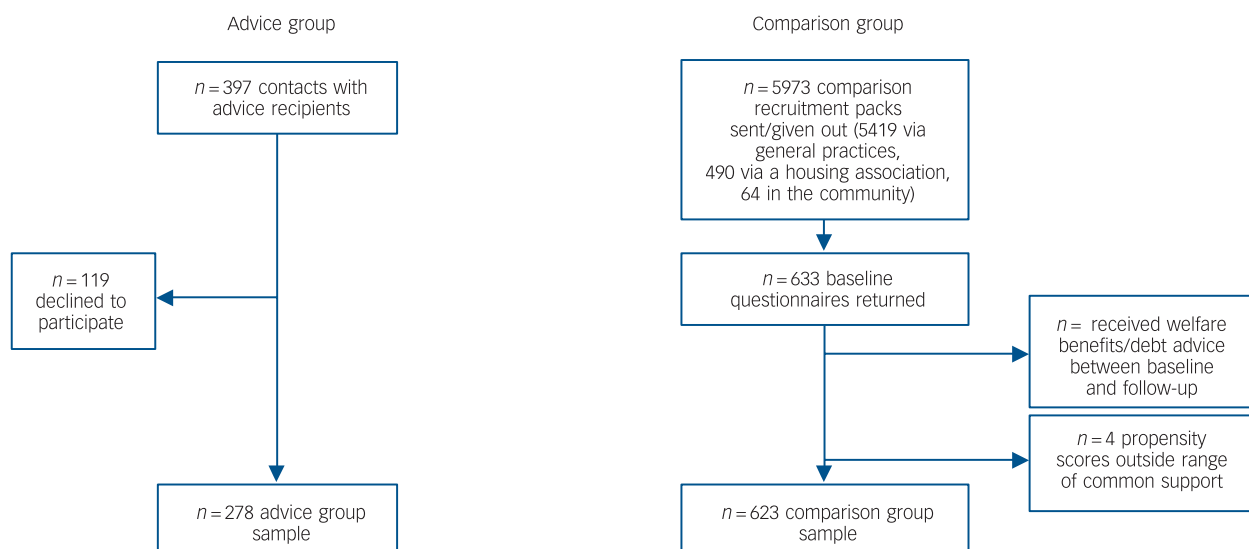 Advice group
n=397 contacts with
advice recipients
n=119
declined to
participate
n=278 advice group
sample
Comparison group
n=5973 comparison
recruitment packs
sent/given out (5419 via
general practices,
490 via a housing association,
64 in the community)
n=633 baseline
questionnaires returned
n= received welfare
benefits/debt advice
between baseline
and follow-up
n=4 propensity
scores outside range
of common support
n=623 comparison group
sample